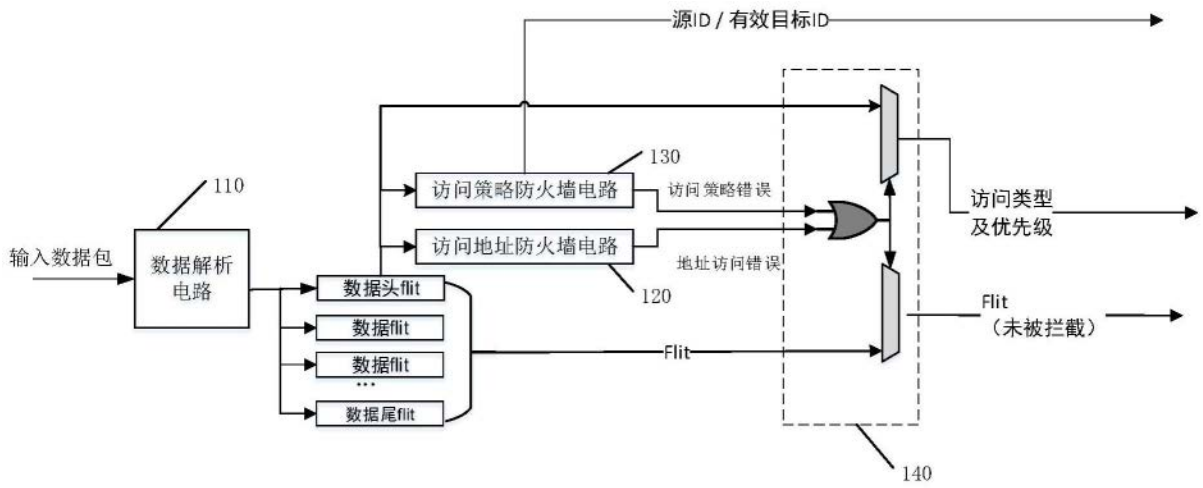 源ID / 有效目标ID
130
访问策略防火墙电路
访问策略错误
110
访问类型
及优先级
输入数据包
数据解析
电路
访问地址防火墙电路
地址访问错误
120
数据头flit
数据flit
数据flit
...
数据尾flit
Flit
Flit
（未被拦截）
140